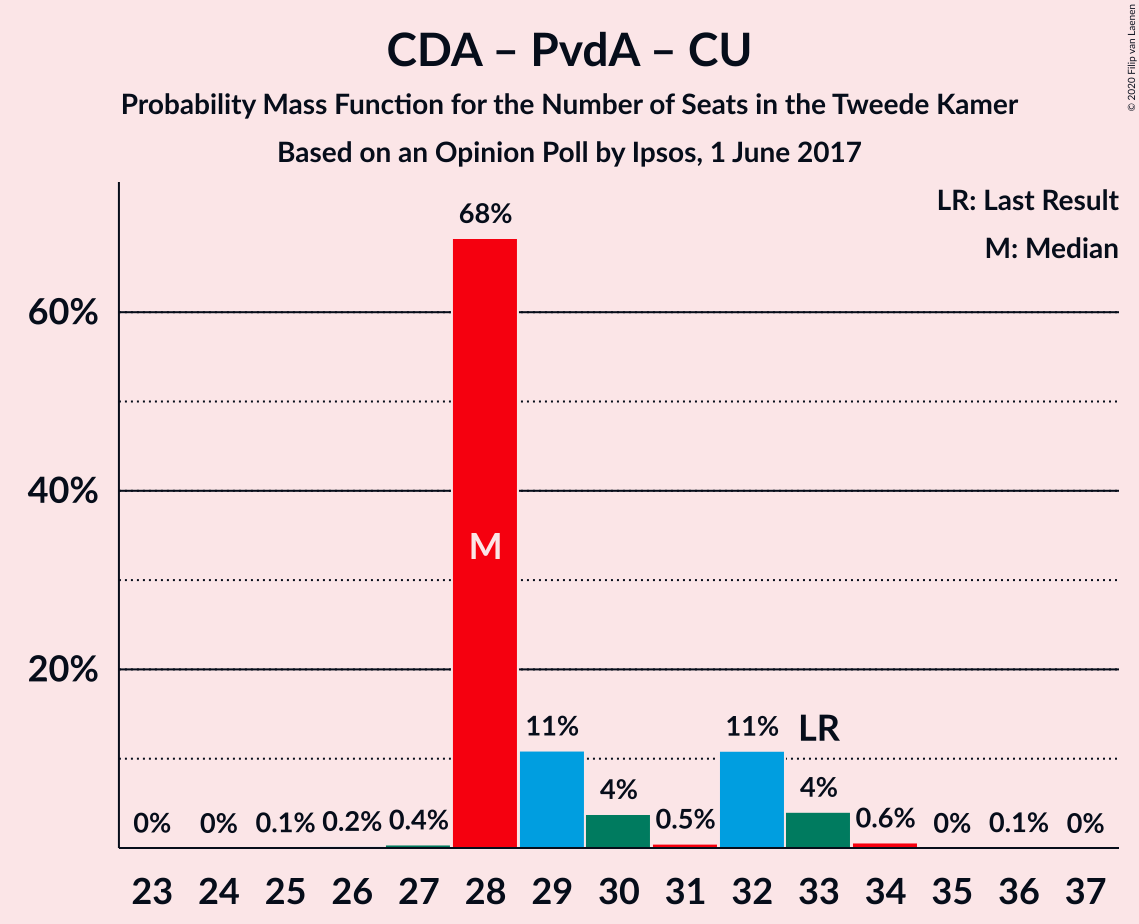 CDA – PvdA – CU
Probability Mass Function for the Number of Seats in the Tweede Kamer
Based on an Opinion Poll by Ipsos, 1 June 2017
© 2020 Filip van Laenen
LR: Last Result
M: Median
60%
40%
20%
0% 0% 0.1% 0.2% 0.4% 68% 11% 4% 0.5% 11% 4% 0.6% 0% 0.1% 0%
M
LR
23 24 25 26 27 28 29 30 31 32 33 34 35 36 37